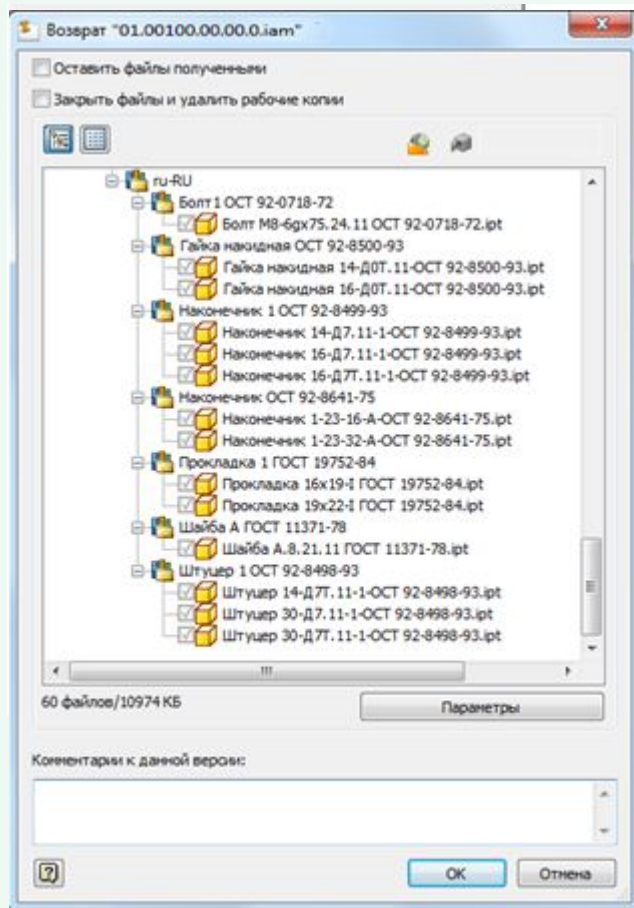 Возврат "01.00100.00.00.0.iam"
Оставить файлы полученными
Закрыть файлы и удалить рабочие копии
ru-RU
Болт 1 ОСТ 92-0718-72
Болт М8-6gx75.24.11 ОСТ 92-0718-72.ipt
Гайка накидная ОСТ 92-8500-93
Гайка накидная 14-Д0Т.11-ОСТ 92-8500-93.ipt
Гайка накидная 16-Д0Т.11-ОСТ 92-8500-93.ipt
Наконечник 1 ОСТ 92-8499-93
Наконечник 14-Д7.11-1-ОСТ 92-8499-93.ipt
Наконечник 16-Д7.11-1-ОСТ 92-8499-93.ipt
Наконечник 16-Д7Т.11-1-ОСТ 92-8499-93.ipt
Наконечник ОСТ 92-8641-75
Наконечник 1-23-16-А-ОСТ 92-8641-75.ipt
Наконечник 1-23-32-А-ОСТ 92-8641-75.ipt
Прокладка 1 ГОСТ 19752-84
Прокладка 16x19-I ГОСТ 19752-84.ipt
Прокладка 19x22-I ГОСТ 19752-84.ipt
Шайба А ГОСТ 11371-78
Шайба А.8.21.11 ГОСТ 11371-78.ipt
Штуцер 1 ОСТ 92-8498-93
Штуцер 14-Д7Т.11-1-ОСТ 92-8498-93.ipt
Штуцер 30-Д7.11-1-ОСТ 92-8498-93.ipt
Штуцер 30-Д7Т.11-1-ОСТ 92-8498-93.ipt
60 файлов/10974 КБ
Параметры
Комментарии к данной версии:
ОК
Отмена